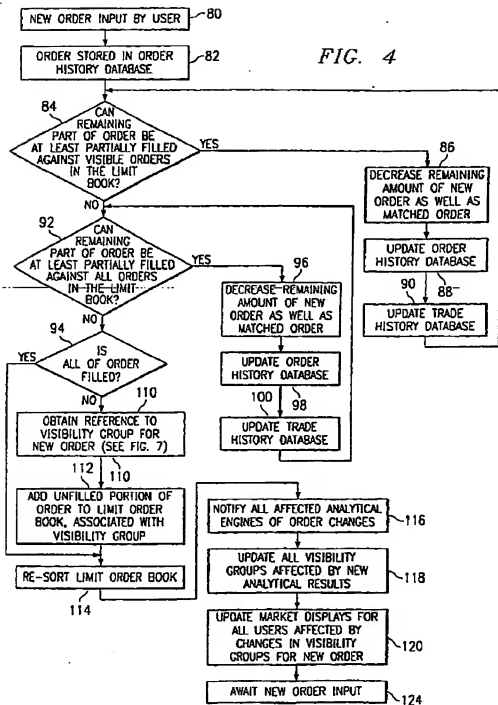 FIG. 4
NEW ORDER INPUT BY USER
80
ORDER STORED IN ORDER
HISTORY DATABASE
82
84
CAN
REMAINING
PART OF ORDER BE
AT LEAST PARTIALLY FILLED
AGAINST VISIBLE ORDERS
IN THE LIMIT
BOOK?
YES
NO
86
DECREASE REMAINING
AMOUNT OF NEW
ORDER AS WELL AS
MATCHED ORDER
UPDATE ORDER
HISTORY DATABASE
88
90
UPDATE TRADE
HISTORY DATABASE
92
CAN
REMAINING
PART OF ORDER BE
AT LEAST PARTIALLY FILLED
AGAINST ALL ORDERS
IN THE LIMIT
BOOK?
YES
NO
96
DECREASE REMAINING
AMOUNT OF NEW
ORDER AS WELL AS
MATCHED ORDER
UPDATE ORDER
HISTORY DATABASE
98
100
UPDATE TRADE
HISTORY DATABASE
94
IS
ALL OF ORDER
FILLED?
YES
NO
110
OBTAIN REFERENCE TO
VISIBILITY GROUP FOR
NEW ORDER (SEE FIG. 7)
110
112
ADD UNFILLED PORTION OF
ORDER TO LIMIT ORDER
BOOK, ASSOCIATED WITH
VISIBILITY GROUP
RE-SORT LIMIT ORDER BOOK
114
NOTIFY ALL AFFECTED ANALYTICAL
ENGINES OF ORDER CHANGES
116
UPDATE ALL VISIBILITY
GROUPS AFFECTED BY NEW
ANALYTICAL RESULTS
118
UPDATE MARKET DISPLAYS FOR
ALL USERS AFFECTED BY
CHANGES IN VISIBILITY
GROUPS FOR NEW ORDER
120
AWAIT NEW ORDER INPUT
124